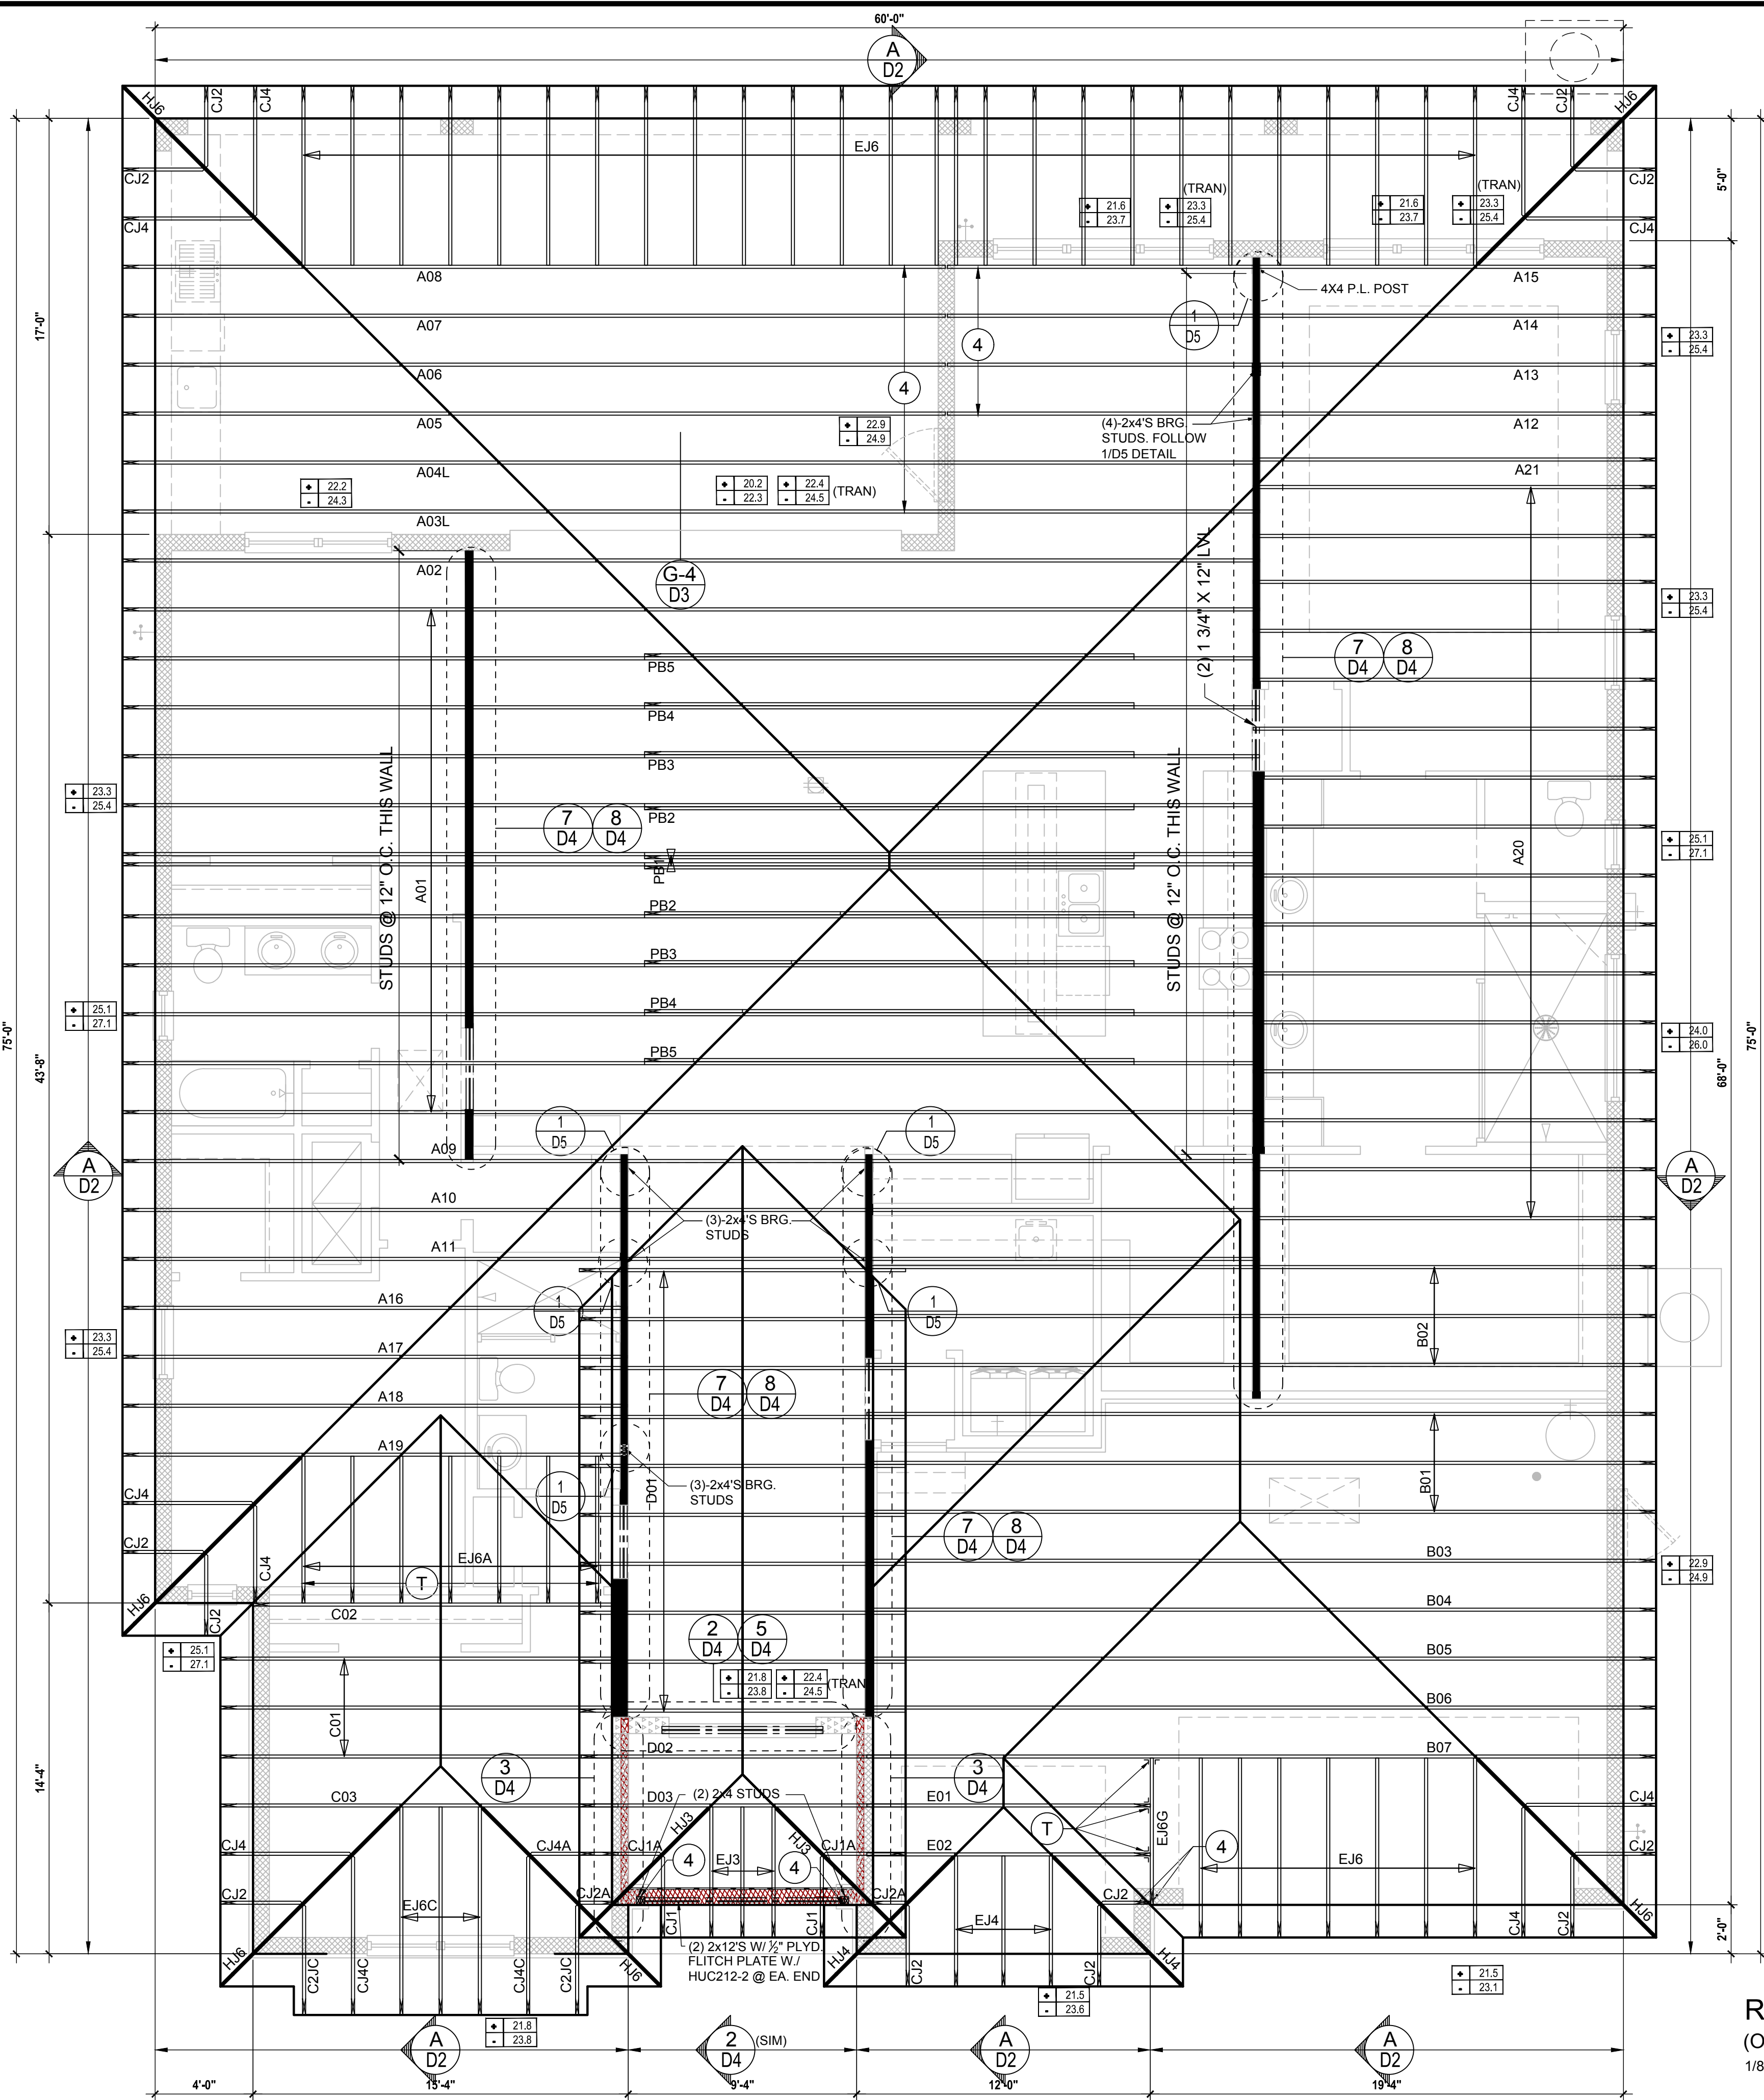 60'-0"
A
D2
HJ6
CJ2
CJ4
CJ4
CJ2
HJ6
EJ6
CJ2
CJ4
CJ2
CJ4
5'-0"
(TRAN)
+ 21.6
- 23.7
+ 23.3
- 25.4
(TRAN)
+ 21.6
- 23.7
+ 23.3
- 25.4
17'-0"
A08
A15
4X4 P.L. POST
1
D5
A07
A14
4
+ 23.3
- 25.4
A06
A13
4
A05
A12
+ 22.9
- 24.9
(4)-2x4'S BRG.
STUDS. FOLLOW
1/D5 DETAIL
A04L
A21
+ 22.2
- 24.3
+ 20.2
- 22.3
+ 22.4
- 24.5
(TRAN)
A03L
A02
G-4
D3
(2) 1 3/4" X 12" LVL
+ 23.3
- 25.4
7
D4
8
D4
PB5
PB4
PB3
PB2
STUDS @ 12" O.C. THIS WALL
STUDS @ 12" O.C. THIS WALL
+ 23.3
- 25.4
7
D4
8
D4
A01
PB1
A20
+ 25.1
- 27.1
PB2
PB3
PB4
PB5
+ 25.1
- 27.1
+ 24.0
- 26.0
75'-0"
43'-8"
68'-0"
75'-0"
1
D5
1
D5
A09
A
D2
A
D2
A10
(3)-2x4'S BRG.
STUDS
A11
A16
1
D5
1
D5
+ 23.3
- 25.4
A17
B02
7
D4
8
D4
A18
A19
(3)-2x4'S BRG.
STUDS
1
D5
D01
B01
CJ4
CJ2
7
D4
8
D4
B03
+ 22.9
- 24.9
EJ6A
T
CJ4
HJ6
CJ2
C02
B04
2
D4
5
D4
B05
+ 25.1
- 27.1
+ 21.8
- 23.8
+ 22.4
- 24.5
(TRAN
C01
B06
14'-4"
D02
B07
3
D4
3
D4
C03
D03
(2) 2x4 STUDS
E01
CJ4
HJ3
HJ3
T
EJ6G
CJ4
CJ4A
CJ1A
4
EJ3
4
CJ1A
E02
4
EJ6
CJ2
CJ2
EJ6C
CJ2A
CJ2A
CJ2
CJ1
CJ1
EJ4
CJ4
CJ2
HJ6
2'-0"
HJ6
C2JC
CJ4C
CJ4C
C2JC
HJ6
(2) 2x12'S W/ ½" PLYD.
FLITCH PLATE W./
HUC212-2 @ EA. END
HJ4
CJ2
CJ2
HJ4
+ 21.5
- 23.6
+ 21.5
- 23.1
+ 21.8
- 23.8
A
D2
2
D4
(SIM)
A
D2
A
D2
R
(O
1/8
4'-0"
15'-4"
9'-4"
12'-0"
19'-4"